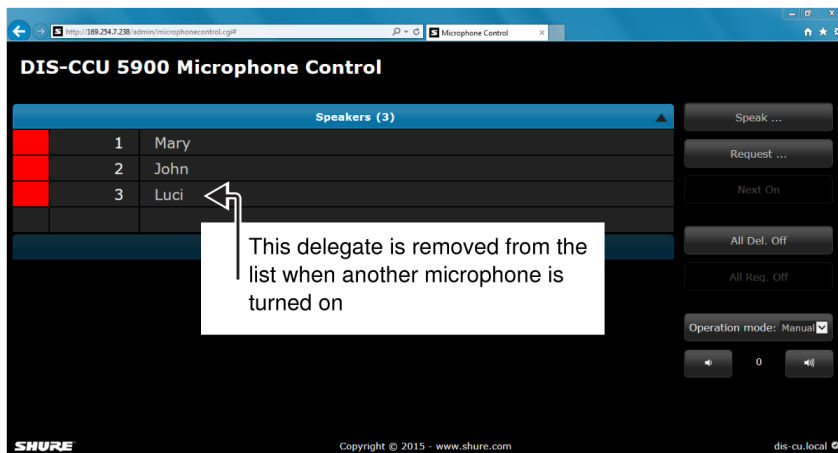 http://169.254.7.238/admin/microphonecontrol.cgi#
Microphone Control
DIS-CCU 5900 Microphone Control
Speakers (3)
1 Mary
2 John
3 Luci
This delegate is removed from the
list when another microphone is
turned on
Speak ...
Request ...
Next On
All Del. Off
All Req. Off
Operation mode: Manual
0
SHURE
Copyright © 2015 - www.shure.com
dis-cu.local